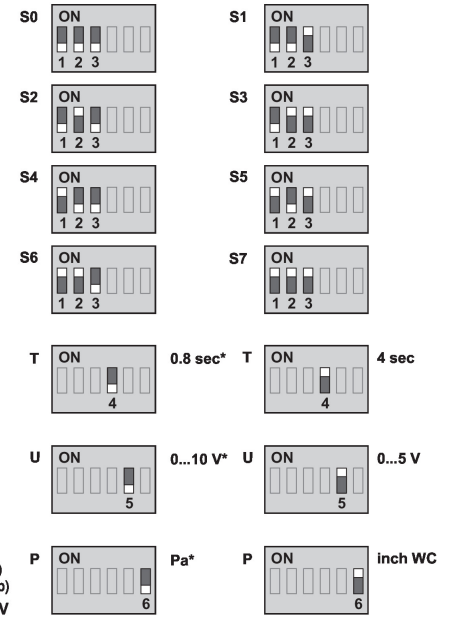 S0 ON
1 2 3
S1 ON
1 2 3
S2 ON
1 2 3
S3 ON
1 2 3
S4 ON
1 2 3
S5 ON
1 2 3
S6 ON
1 2 3
S7 ON
1 2 3
T ON 0.8 sec*
4
T ON 4 sec
4
U ON 0...10 V*
5
U ON 0...5 V
5
P ON Pa*
6
P ON inch WC
6
)
)
V